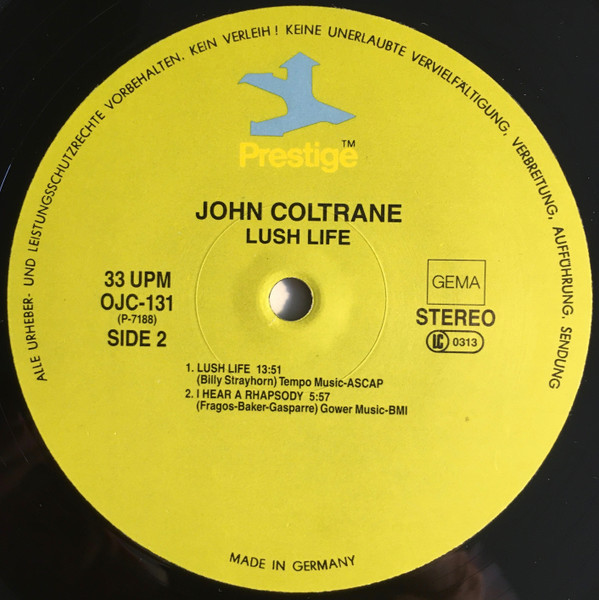 ALLE URHEBER- UND LEISTUNGSSCHUTZRECHTE VORBEHALTEN. KEIN VERLEIH! KEINE UNERLAUBTE VERVIELFÄLTIGUNG, VERBREITUNG, AUFFÜHRUNG, SENDUNG
Prestige™
JOHN COLTRANE
LUSH LIFE
33 UPM
OJC-131
(P-7188)
SIDE 2
GEMA
STEREO
LC 0313
1. LUSH LIFE 13:51
(Billy Strayhorn) Tempo Music-ASCAP
2. I HEAR A RHAPSODY 5:57
(Fragos-Baker-Gasparre) Gower Music-BMI
MADE IN GERMANY